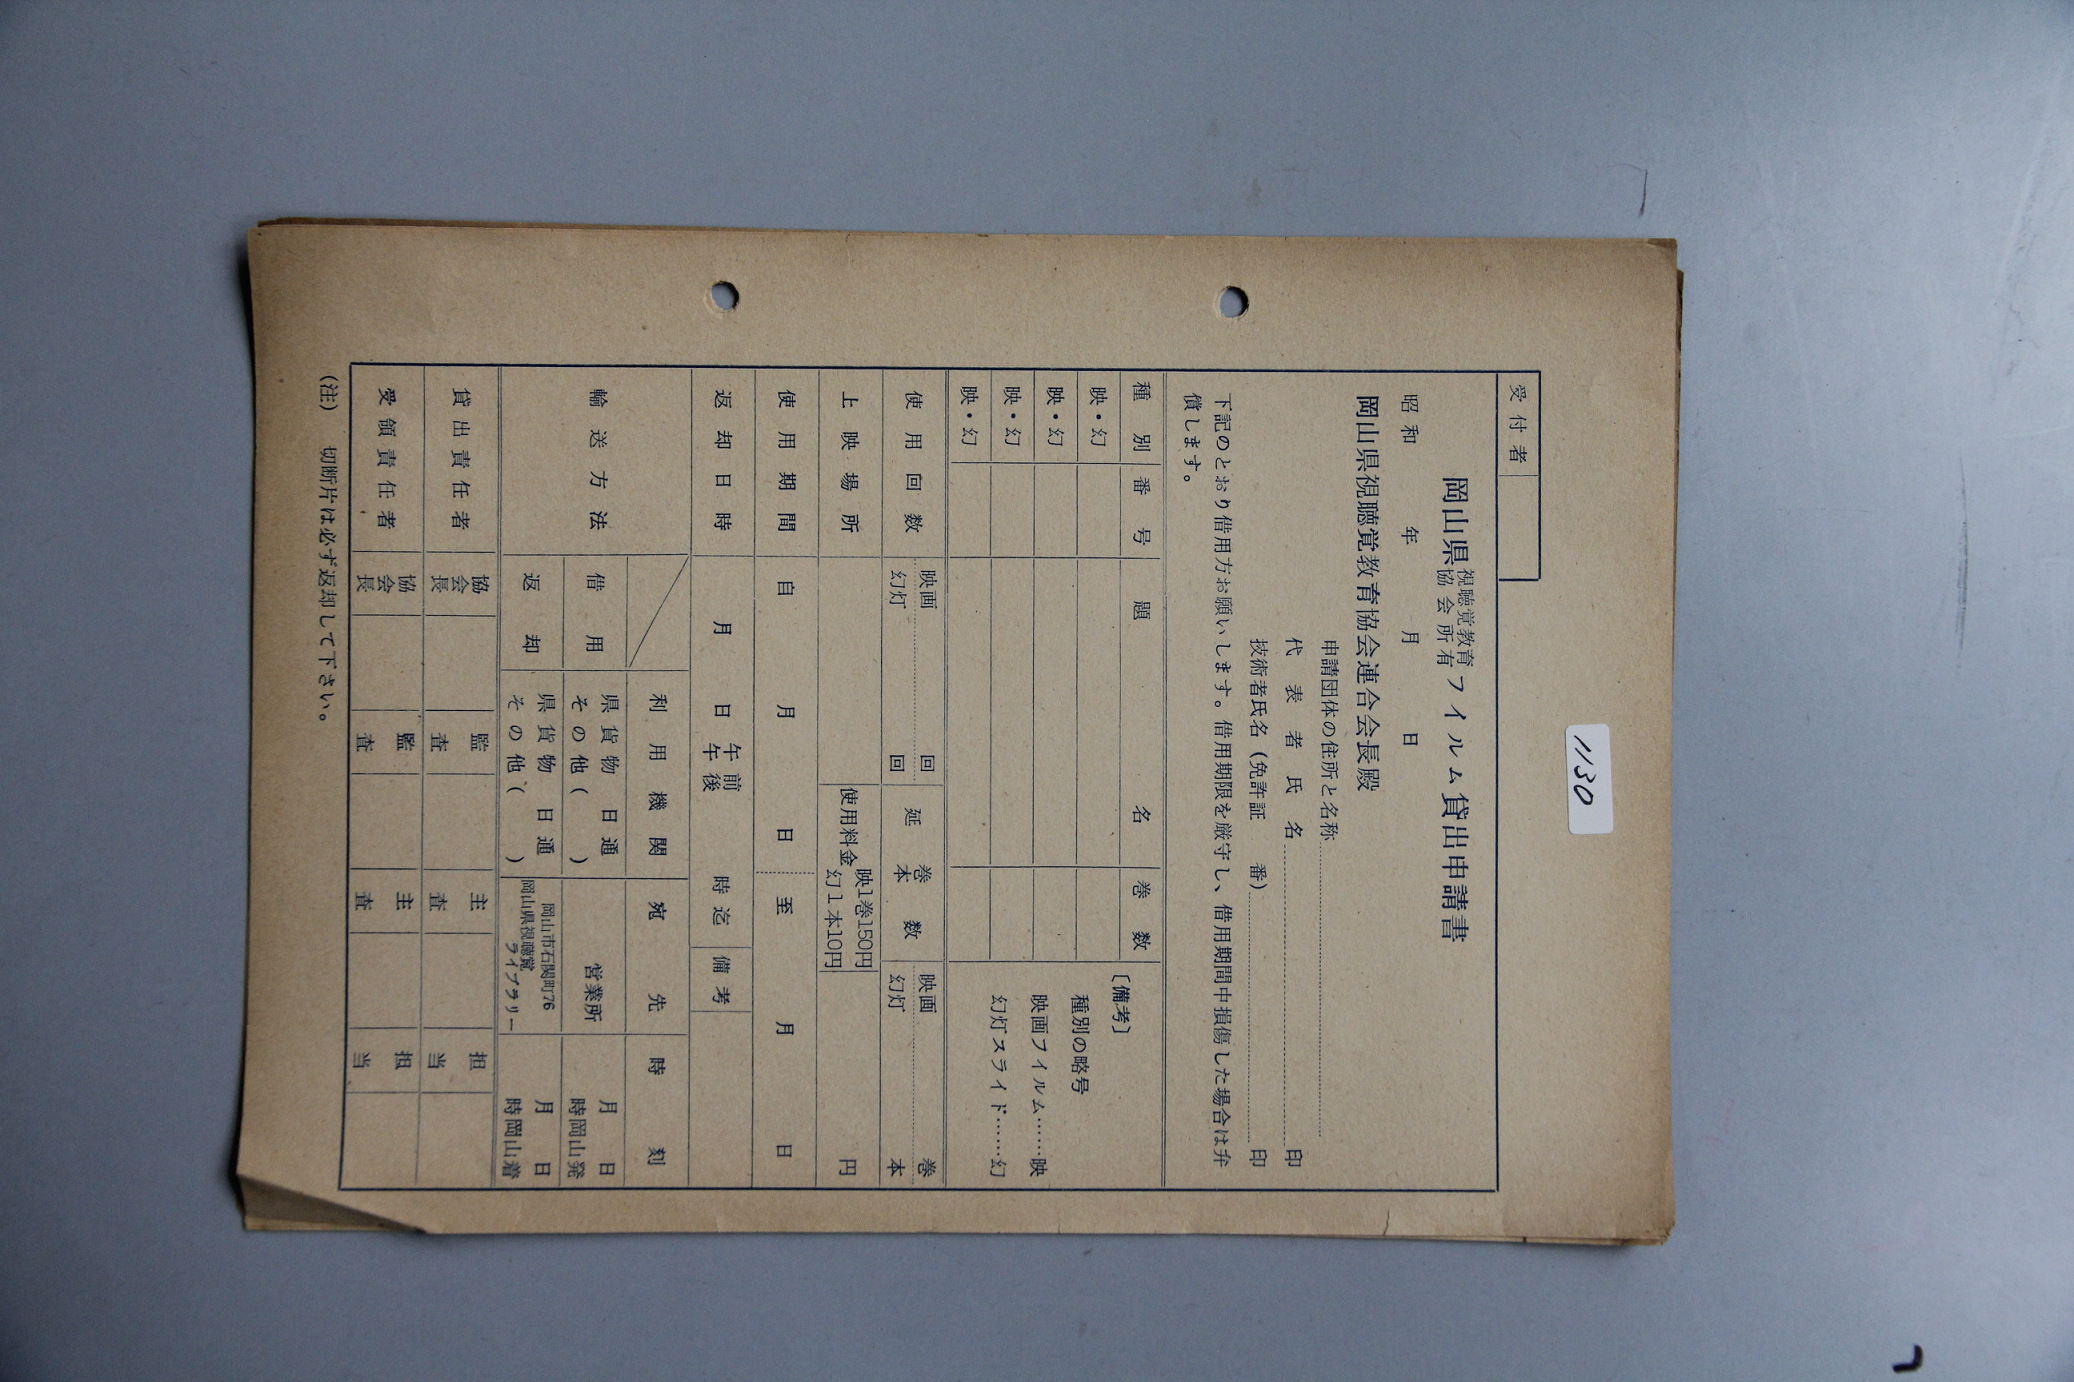 1130
受付者
岡山県視聴覚教育協会所有フイルム貸出申請書
昭和 年 月 日
岡山県視聴覚教育協会連合会長殿
申請団体の住所と名称
代表者氏名 印
技術者氏名（免許証 番） 印
下記のとおり借用方お願いします。借用期限を厳守し、借用期間中損傷した場合は弁
償します。
種別 番号 題名 巻数
映・幻
映・幻
映・幻
映・幻
〔備考〕
種別の略号
映画フイルム……映
幻灯スライド……幻
使用回数 映画 回 延巻数 映画 巻
幻灯 回 本 幻灯 本
上映場所 使用料金 映1巻150円 円
幻1本10円
使用期間 自 月 日 至 月 日
返却日時 月 日 午前 時迄 備考
午後
輸送方法 利用機関 宛先 時刻
借用 県貨物 日通 営業所 月 日
その他（ ） 時岡山発
返却 県貨物 日通 岡山市石関町76 月 日
その他（ ） 岡山県視聴覚ライブラリー 時岡山着
貸出責任者 協会長 監査 主査 担当
受領責任者 協会長 監査 主査 担当
（注） 切断片は必ず返却して下さい。